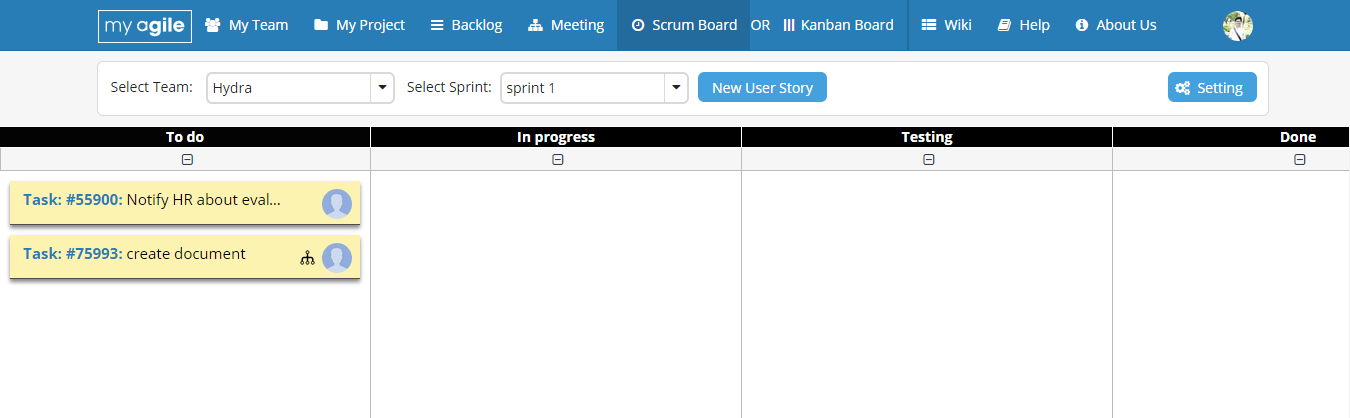 my agile My Team My Project Backlog Meeting Scrum Board OR Kanban Board Wiki Help About Us
Select Team: Hydra Select Sprint: sprint 1 New User Story Setting
To do In progress Testing Done
Task: #55900: Notify HR about eval...
Task: #75993: create document